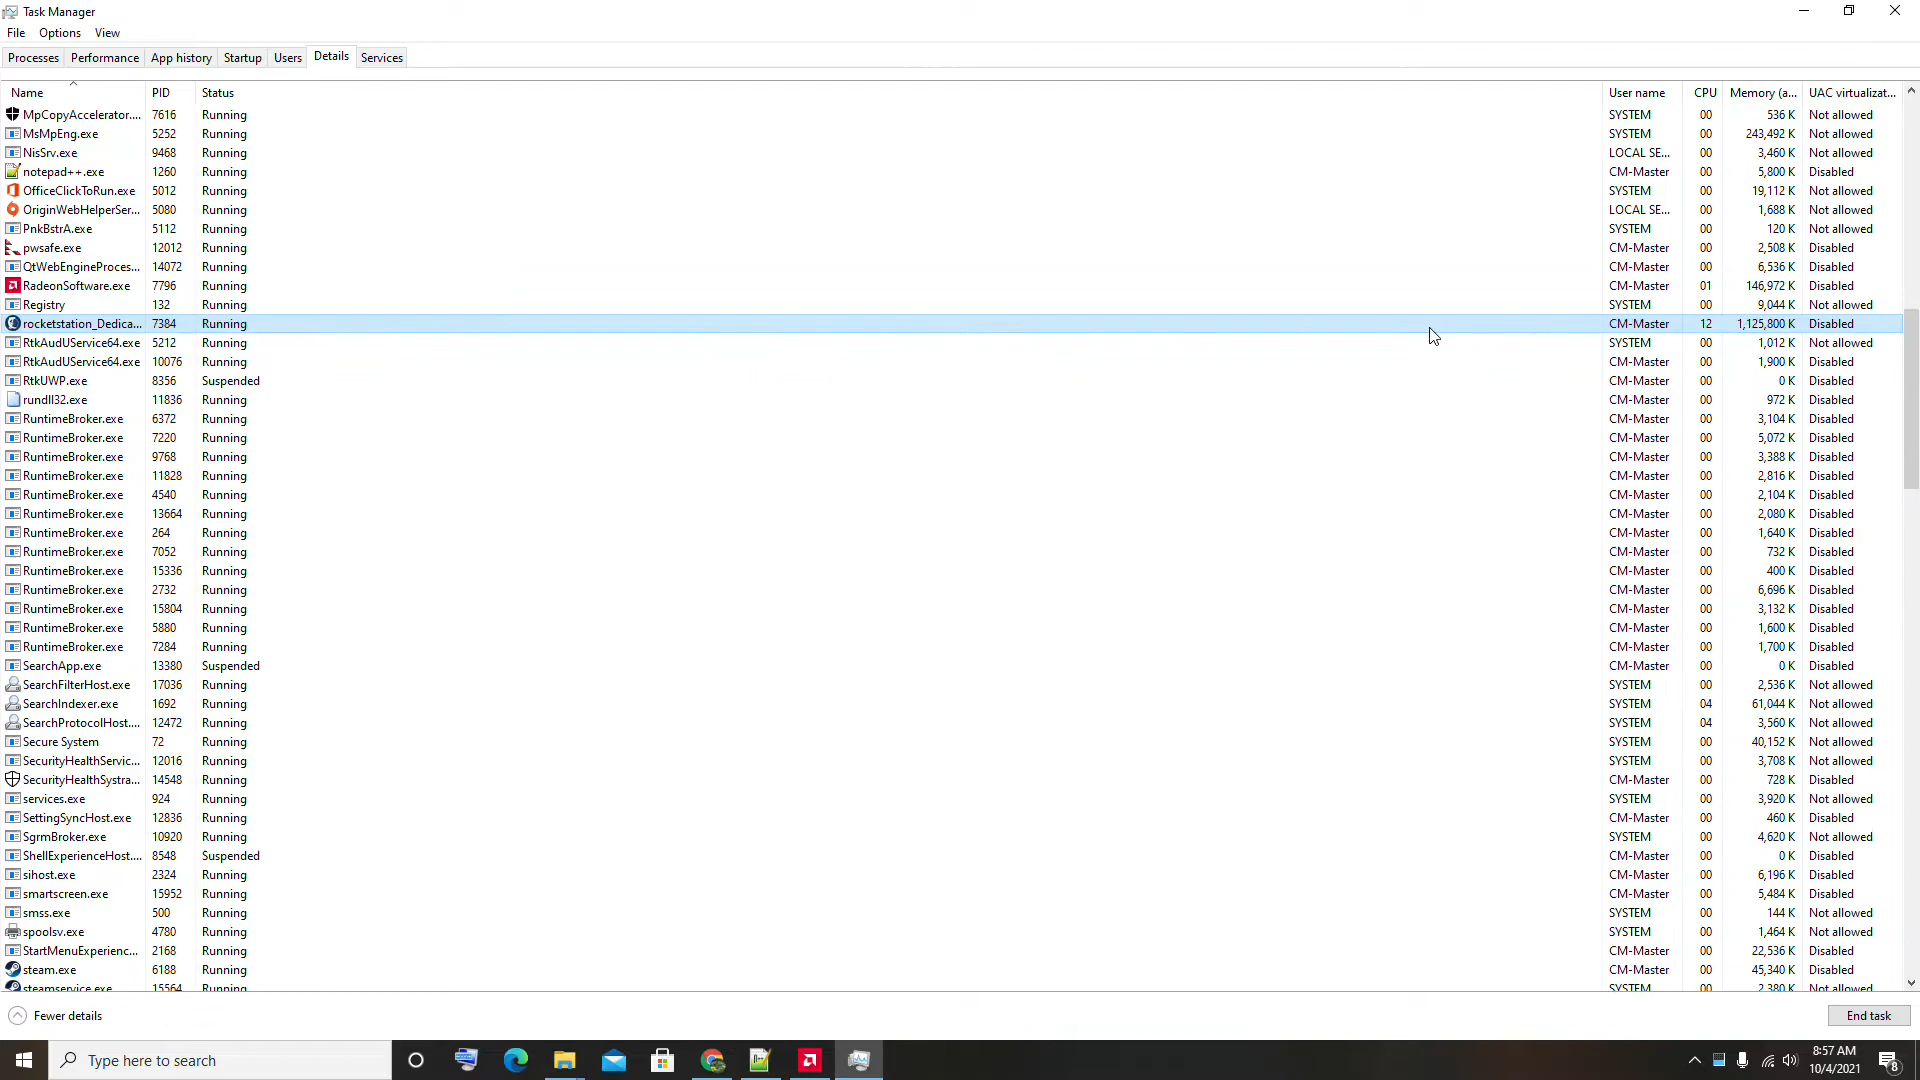 Task Manager
File Options View
Processes Performance App history Startup Users Details Services
Name PID Status User name CPU Memory (a... UAC virtualizat...
MpCopyAccelerator.... 7616 Running SYSTEM 00 536 K Not allowed
MsMpEng.exe 5252 Running SYSTEM 00 243,492 K Not allowed
NisSrv.exe 9468 Running LOCAL SE... 00 3,460 K Not allowed
notepad++.exe 1260 Running CM-Master 00 5,800 K Disabled
OfficeClickToRun.exe 5012 Running SYSTEM 00 19,112 K Not allowed
OriginWebHelperSer... 5080 Running LOCAL SE... 00 1,688 K Not allowed
PnkBstrA.exe 5112 Running SYSTEM 00 120 K Not allowed
pwsafe.exe 12012 Running CM-Master 00 2,508 K Disabled
QtWebEngineProces... 14072 Running CM-Master 00 6,536 K Disabled
RadeonSoftware.exe 7796 Running CM-Master 01 146,972 K Disabled
Registry 132 Running SYSTEM 00 9,044 K Not allowed
rocketstation_Dedica... 7384 Running CM-Master 12 1,125,800 K Disabled
RtkAudUService64.exe 5212 Running SYSTEM 00 1,012 K Not allowed
RtkAudUService64.exe 10076 Running CM-Master 00 1,900 K Disabled
RtkUWP.exe 8356 Suspended CM-Master 00 0 K Disabled
rundll32.exe 11836 Running CM-Master 00 972 K Disabled
RuntimeBroker.exe 6372 Running CM-Master 00 3,104 K Disabled
RuntimeBroker.exe 7220 Running CM-Master 00 5,072 K Disabled
RuntimeBroker.exe 9768 Running CM-Master 00 3,388 K Disabled
RuntimeBroker.exe 11828 Running CM-Master 00 2,816 K Disabled
RuntimeBroker.exe 4540 Running CM-Master 00 2,104 K Disabled
RuntimeBroker.exe 13664 Running CM-Master 00 2,080 K Disabled
RuntimeBroker.exe 264 Running CM-Master 00 1,640 K Disabled
RuntimeBroker.exe 7052 Running CM-Master 00 732 K Disabled
RuntimeBroker.exe 15336 Running CM-Master 00 400 K Disabled
RuntimeBroker.exe 2732 Running CM-Master 00 6,696 K Disabled
RuntimeBroker.exe 15804 Running CM-Master 00 3,132 K Disabled
RuntimeBroker.exe 5880 Running CM-Master 00 1,600 K Disabled
RuntimeBroker.exe 7284 Running CM-Master 00 1,700 K Disabled
SearchApp.exe 13380 Suspended CM-Master 00 0 K Disabled
SearchFilterHost.exe 17036 Running SYSTEM 00 2,536 K Not allowed
SearchIndexer.exe 1692 Running SYSTEM 04 61,044 K Not allowed
SearchProtocolHost.... 12472 Running SYSTEM 04 3,560 K Not allowed
Secure System 72 Running SYSTEM 00 40,152 K Not allowed
SecurityHealthServic... 12016 Running SYSTEM 00 3,708 K Not allowed
SecurityHealthSystra... 14548 Running CM-Master 00 728 K Disabled
services.exe 924 Running SYSTEM 00 3,920 K Not allowed
SettingSyncHost.exe 12836 Running CM-Master 00 460 K Disabled
SgrmBroker.exe 10920 Running SYSTEM 00 4,620 K Not allowed
ShellExperienceHost.... 8548 Suspended CM-Master 00 0 K Disabled
sihost.exe 2324 Running CM-Master 00 6,196 K Disabled
smartscreen.exe 15952 Running CM-Master 00 5,484 K Disabled
smss.exe 500 Running SYSTEM 00 144 K Not allowed
spoolsv.exe 4780 Running SYSTEM 00 1,464 K Not allowed
StartMenuExperienc... 2168 Running CM-Master 00 22,536 K Disabled
steam.exe 6188 Running CM-Master 00 45,340 K Disabled
steamservice.exe 15564 Running SYSTEM 00 2,380 K Not allowed
Fewer details End task
Type here to search 8:57 AM
10/4/2021 8